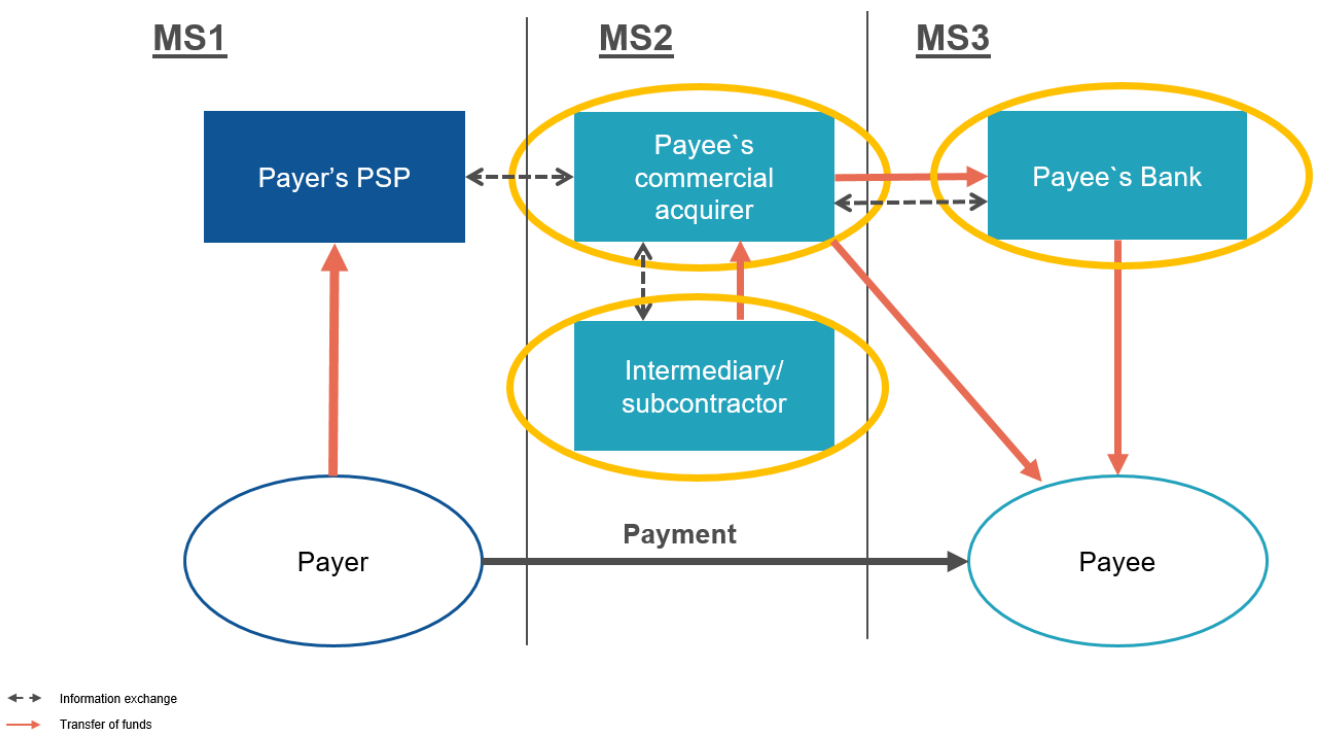 MS1
MS2
MS3
Payer’s PSP
Payee`s
commercial
acquirer
Payee`s Bank
Intermediary/
subcontractor
Payment
Payer
Payee
Information exchange
Transfer of funds